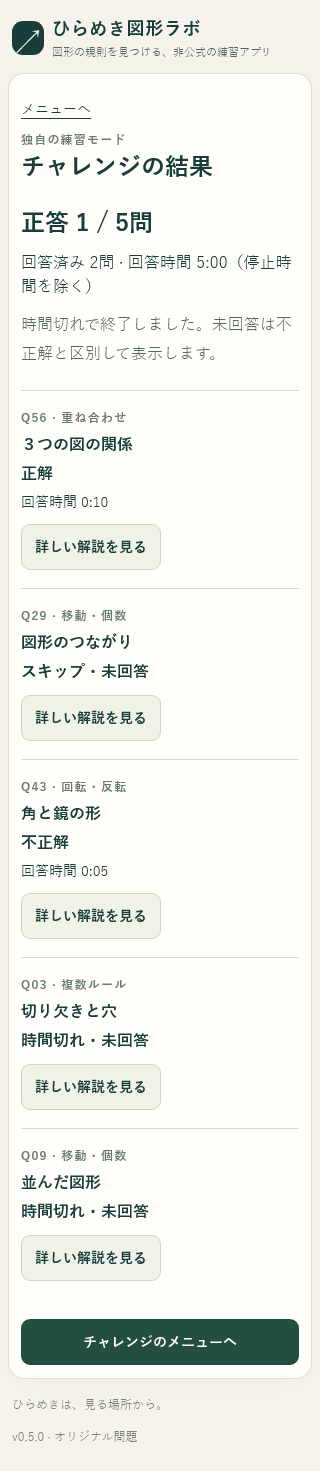 ひらめき図形ラボ
図形の規則を見つける、非公式の練習アプリ
メニューへ
独自の練習モード
チャレンジの結果
正答 1 / 5問
回答済み 2問 · 回答時間 5:00（停止時
間を除く）
時間切れで終了しました。未回答は不
正解と区別して表示します。
Q56 · 重ね合わせ
３つの図の関係
正解
回答時間 0:10
詳しい解説を見る
Q29 · 移動・個数
図形のつながり
スキップ・未回答
詳しい解説を見る
Q43 · 回転・反転
角と鏡の形
不正解
回答時間 0:05
詳しい解説を見る
Q03 · 複数ルール
切り欠きと穴
時間切れ・未回答
詳しい解説を見る
Q09 · 移動・個数
並んだ図形
時間切れ・未回答
詳しい解説を見る
チャレンジのメニューへ
ひらめきは、見る場所から。
v0.5.0 · オリジナル問題